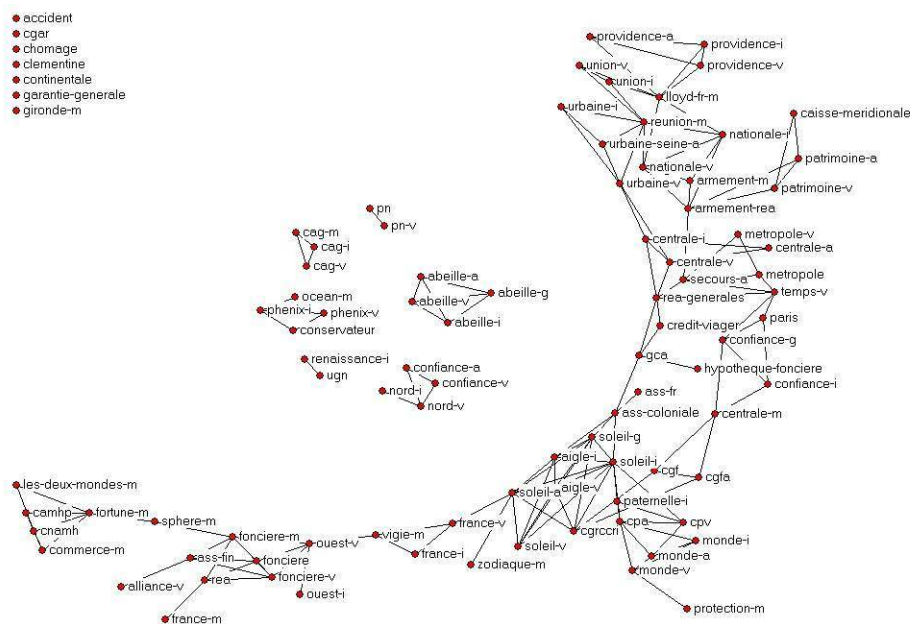 accident
cgar
chomage
clementine
continentale
garantie-generale
gironde-m
providence-a
providence-i
union-v
providence-v
union-i
lloyd-fr-m
urbaine-i
caisse-meridionale
reunion-m
nationale-i
urbaine-seine-a
patrimoine-a
nationale-v
urbaine-v
armement-m
patrimoine-v
pn
armement-rea
pn-v
cag-m
centrale-i
metropole-v
cag-i
centrale-a
cag-v
centrale-v
abeille-a
secours-a
metropole
abeille-g
temps-v
ocean-m
abeille-v
rea-generales
phenix-i
phenix-v
paris
conservateur
abeille-i
credit-viager
confiance-g
renaissance-i
gca
confiance-a
hypotheque-fonciere
ugn
confiance-v
confiance-i
nord-i
ass-fr
nord-v
ass-coloniale
centrale-m
soleil-g
aigle-i
soleil-i
cgf
cgfa
les-deux-mondes-m
soleil-a
aigle-v
paternelle-i
camhp
fortune-m
sphere-m
france-v
cpa
cpv
cnamh
cgrccri
fonciere-m
vigie-m
ouest-v
monde-i
commerce-m
soleil-v
france-i
ass-fin
fonciere
monde-a
zodiaque-m
monde-v
rea
fonciere-v
alliance-v
ouest-i
protection-m
france-m